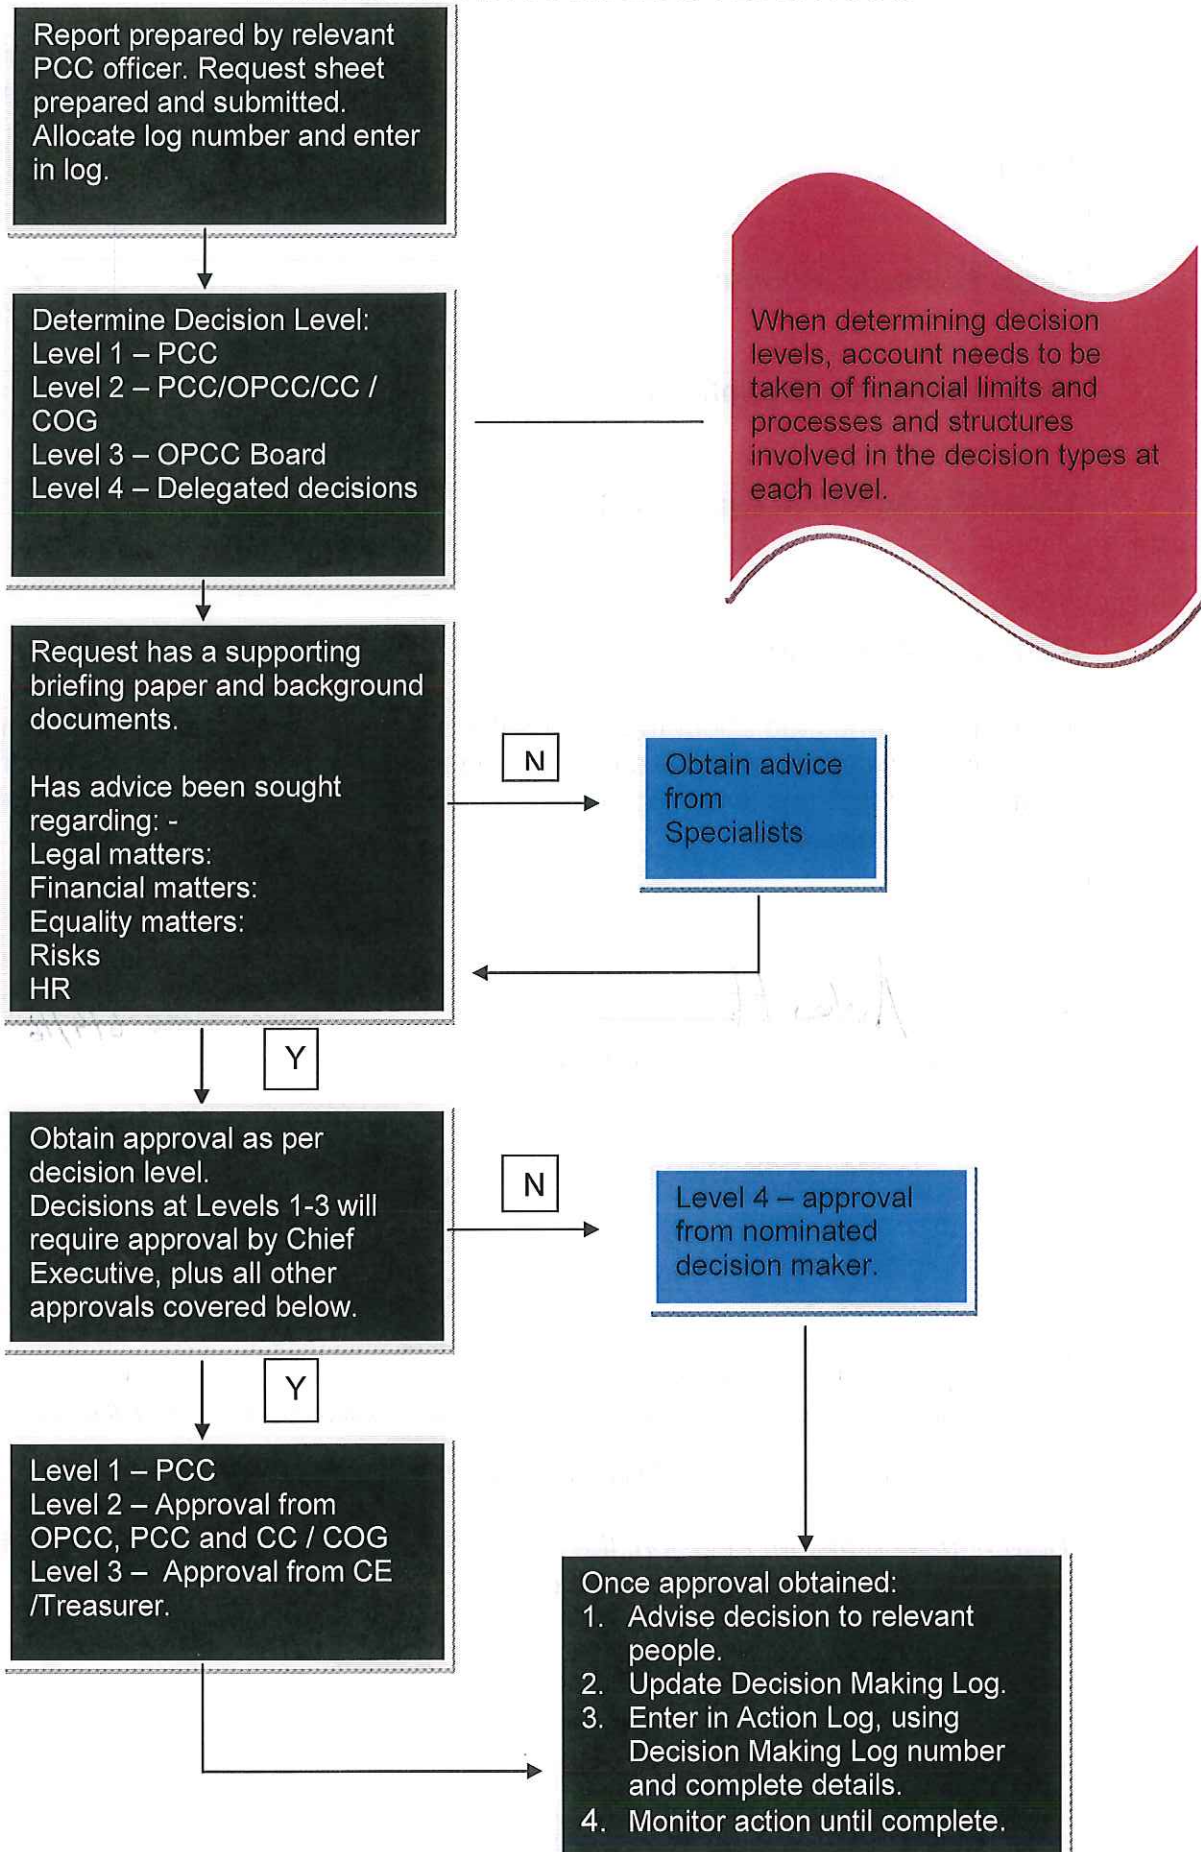 Report prepared by relevant
PCC officer. Request sheet
prepared and submitted.
Allocate log number and enter
in log.
Determine Decision Level:
Level 1 – PCC
Level 2 – PCC/OPCC/CC /
COG
Level 3 – OPCC Board
Level 4 – Delegated decisions
When determining decision
levels, account needs to be
taken of financial limits and
processes and structures
involved in the decision types at
each level.
Request has a supporting
briefing paper and background
documents.
Has advice been sought
regarding: -
Legal matters:
Financial matters:
Equality matters:
Risks
HR
N
Obtain advice
from
Specialists
Y
Obtain approval as per
decision level.
Decisions at Levels 1-3 will
require approval by Chief
Executive, plus all other
approvals covered below.
N
Level 4 – approval
from nominated
decision maker.
Y
Level 1 – PCC
Level 2 – Approval from
OPCC, PCC and CC / COG
Level 3 – Approval from CE
/Treasurer.
Once approval obtained:
1. Advise decision to relevant
people.
2. Update Decision Making Log.
3. Enter in Action Log, using
Decision Making Log number
and complete details.
4. Monitor action until complete.